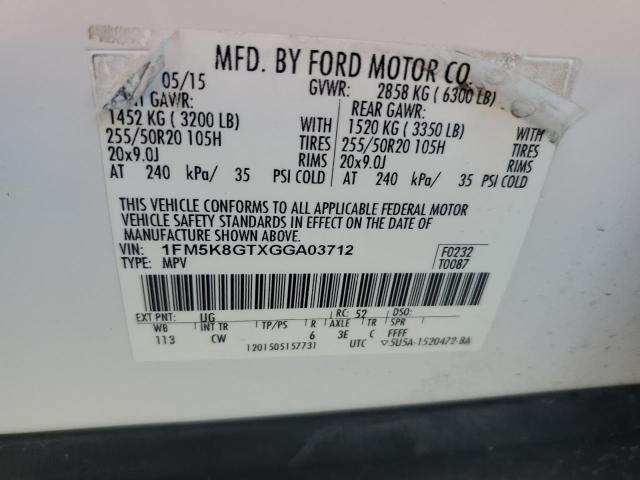 MFD. BY FORD MOTOR CO.
05/15 GVWR: 2858 KG ( 6300 LB)
GAWR: REAR GAWR:
1452 KG ( 3200 LB) WITH 1520 KG ( 3350 LB) WITH
255/50R20 105H TIRES 255/50R20 105H TIRES
20x9.0J RIMS 20x9.0J RIMS
AT 240 kPa/ 35 PSI COLD AT 240 kPa/ 35 PSI COLD
THIS VEHICLE CONFORMS TO ALL APPLICABLE FEDERAL MOTOR
VEHICLE SAFETY STANDARDS IN EFFECT ON THE DATE OF
MANUFACTURE SHOWN ABOVE.
VIN: 1FM5K8GTXGGA03712 F0232
TYPE: MPV T0087
EXT PNT: UG RC: 52 DSO:
WB INT TR TP/PS R AXLE TR SPR
113 CW 6 3E C FFFF
1201505157731 UTC ▽5U5A-1520472-BA